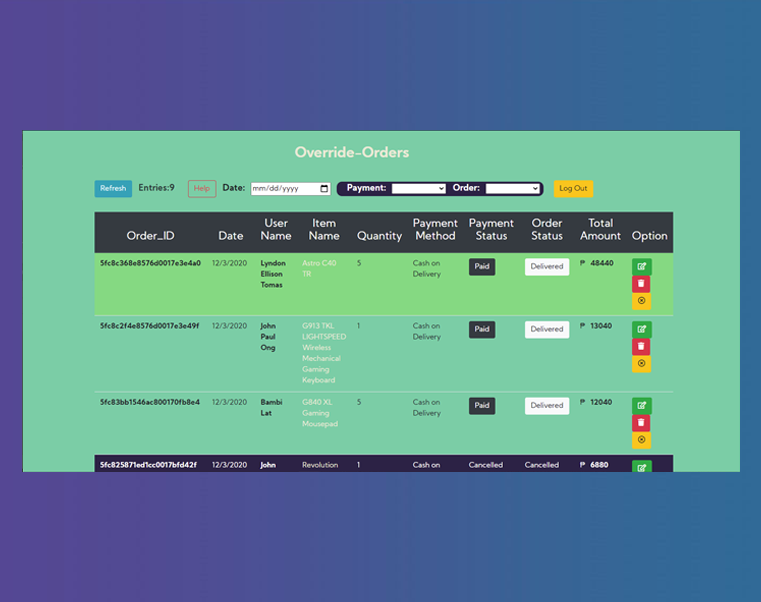 Override-Orders
Refresh Entries:9 Help Date: mm/dd/yyyy Payment: Order: Log Out
Order_ID Date User Name Item Name Quantity Payment Method Payment Status Order Status Total Amount Option
5fc8c368e8576d0017e3e4a0 12/3/2020 Lyndon Astro C40 5 Cash on Paid Delivered ₱ 48440
Ellison TR Delivery
Tomas
5fc8c2f4e8576d0017e3e49f 12/3/2020 John G913 TKL 1 Cash on Paid Delivered ₱ 13040
Paul LIGHTSPEED Delivery
Ong Wireless
Mechanical
Gaming
Keyboard
5fc83bb1546ac800170fb8e4 12/3/2020 Bambi G840 XL 5 Cash on Paid Delivered ₱ 12040
Lat Gaming Delivery
Mousepad
5fc825871ed1cc0017bfd42f 12/3/2020 John Revolution 1 Cash on Cancelled Cancelled ₱ 6880